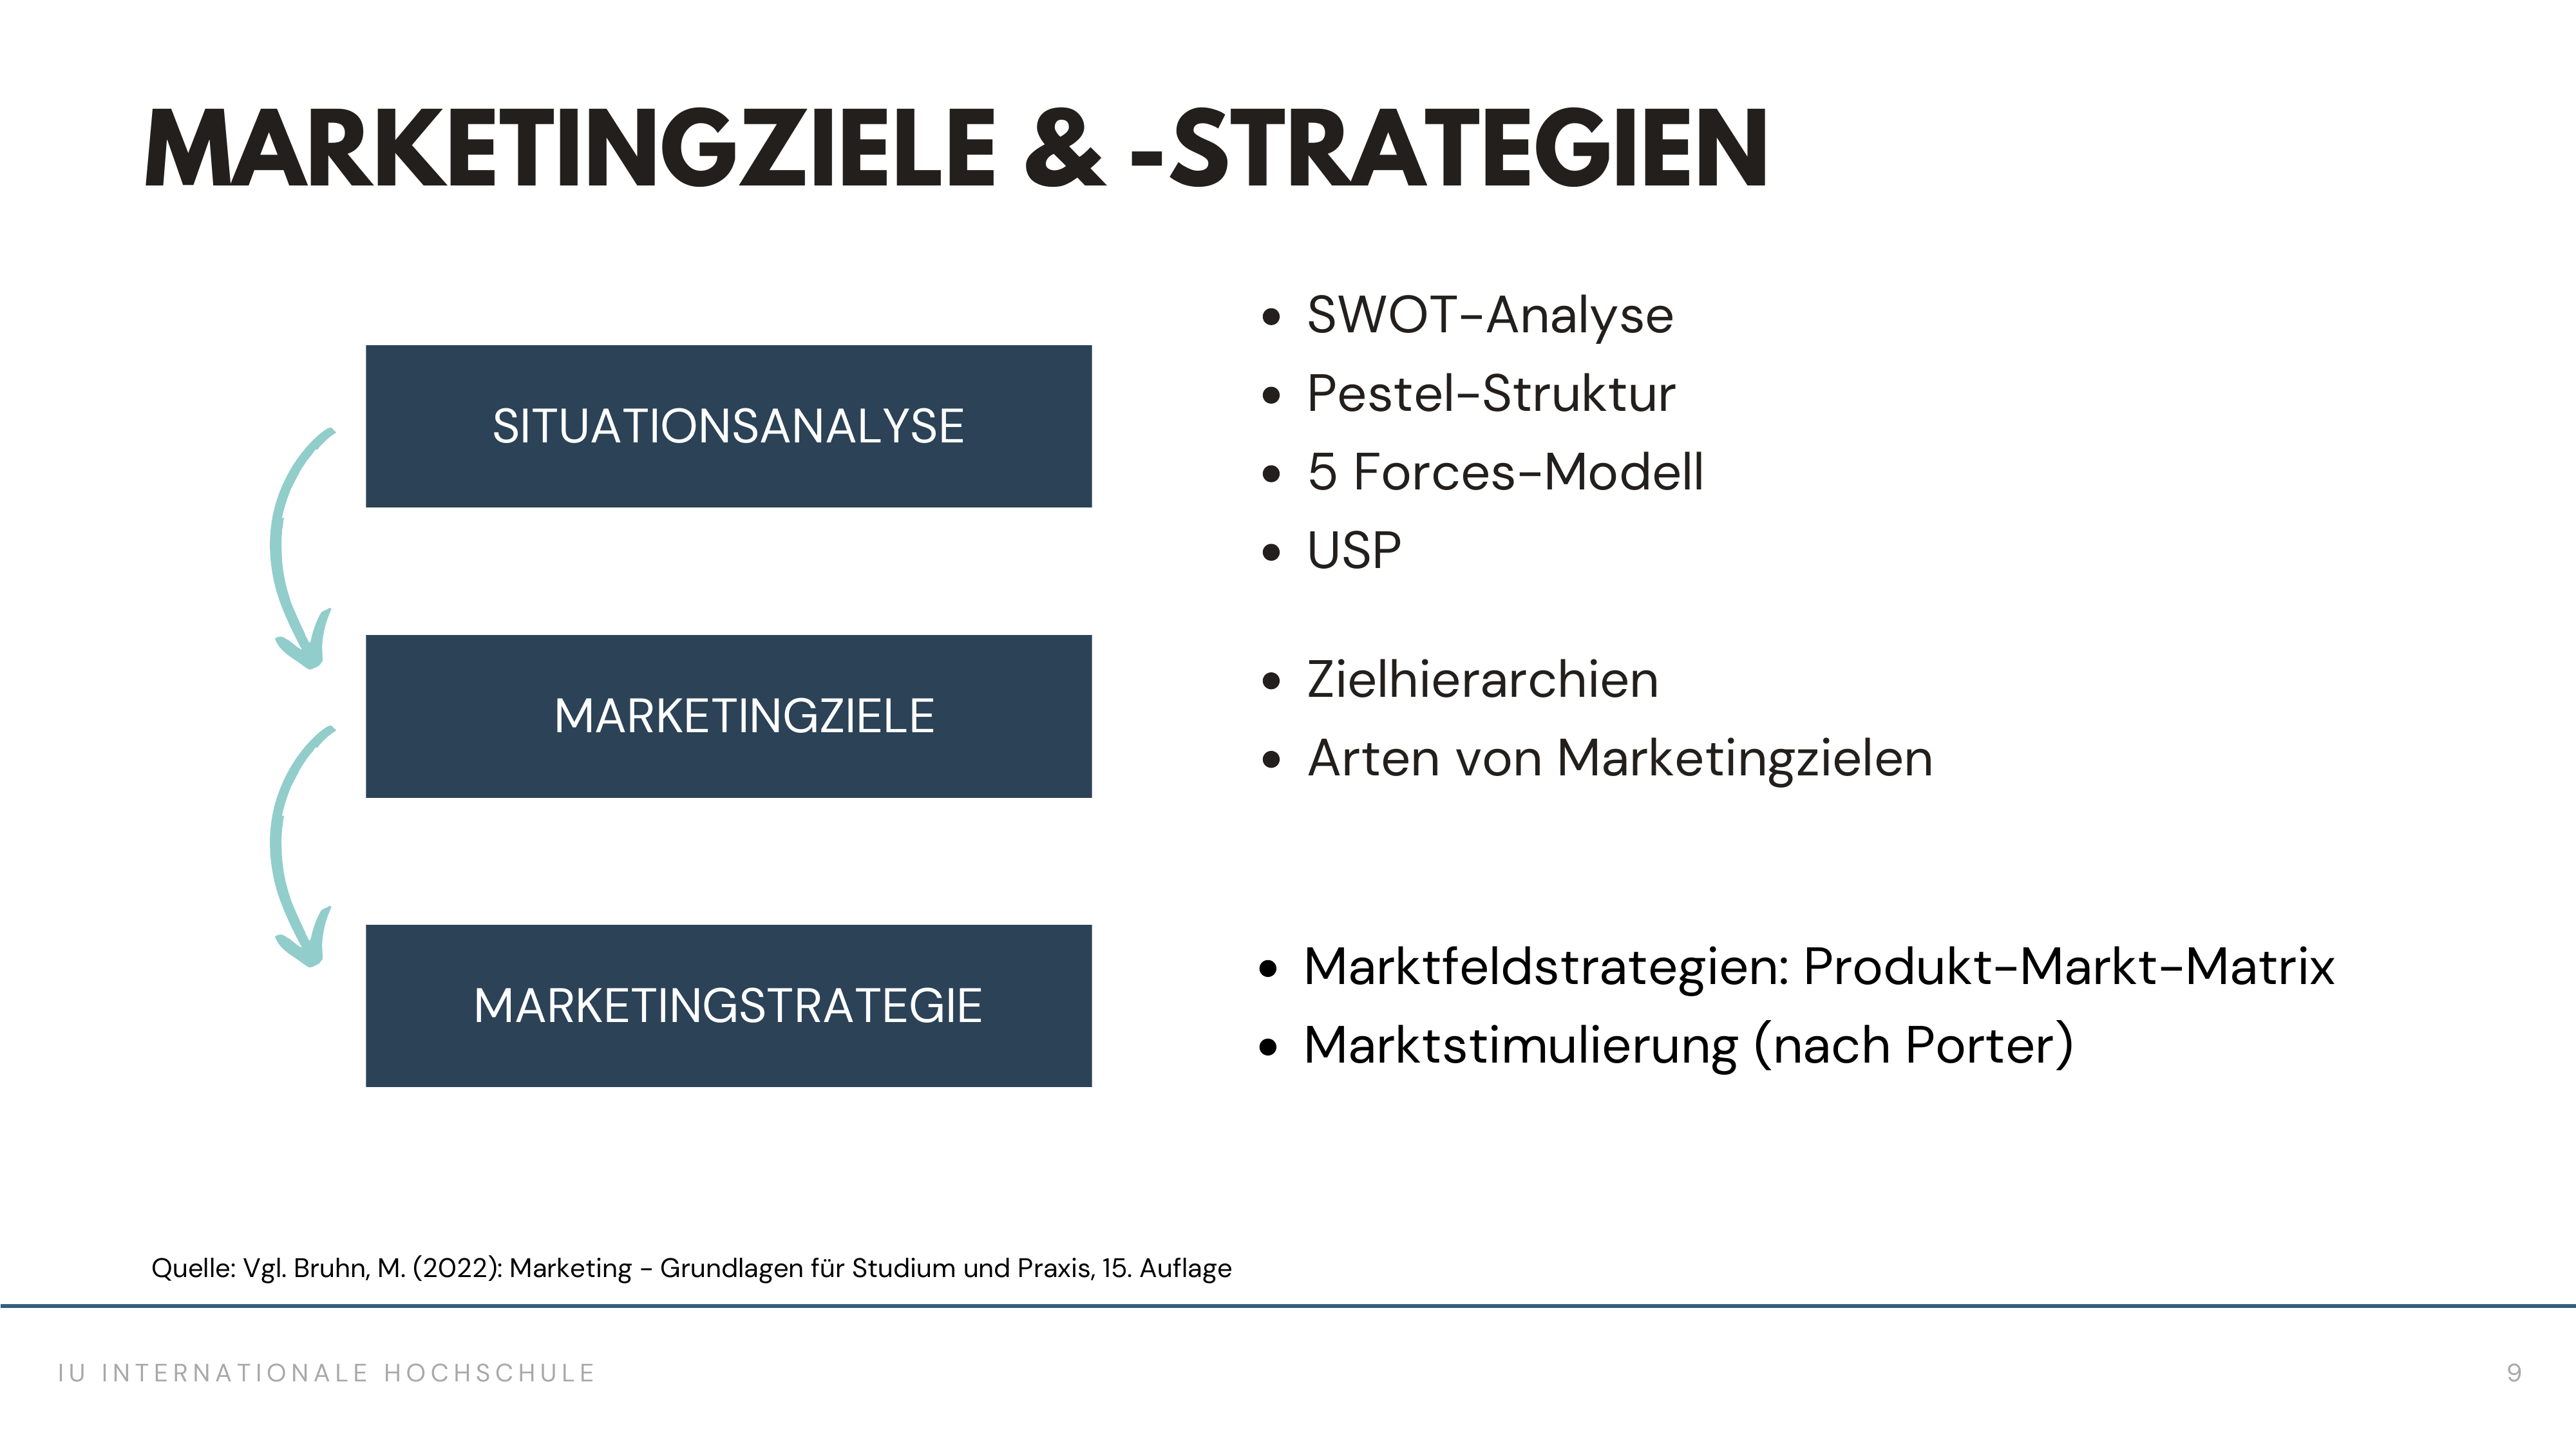 MARKETINGZIELE & -STRATEGIEN
SITUATIONSANALYSE
• SWOT-Analyse
• Pestel-Struktur
• 5 Forces-Modell
• USP
MARKETINGZIELE
• Zielhierarchien
• Arten von Marketingzielen
MARKETINGSTRATEGIE
• Marktfeldstrategien: Produkt-Markt-Matrix
• Marktstimulierung (nach Porter)
Quelle: Vgl. Bruhn, M. (2022): Marketing - Grundlagen für Studium und Praxis, 15. Auflage
IU INTERNATIONALE HOCHSCHULE
9